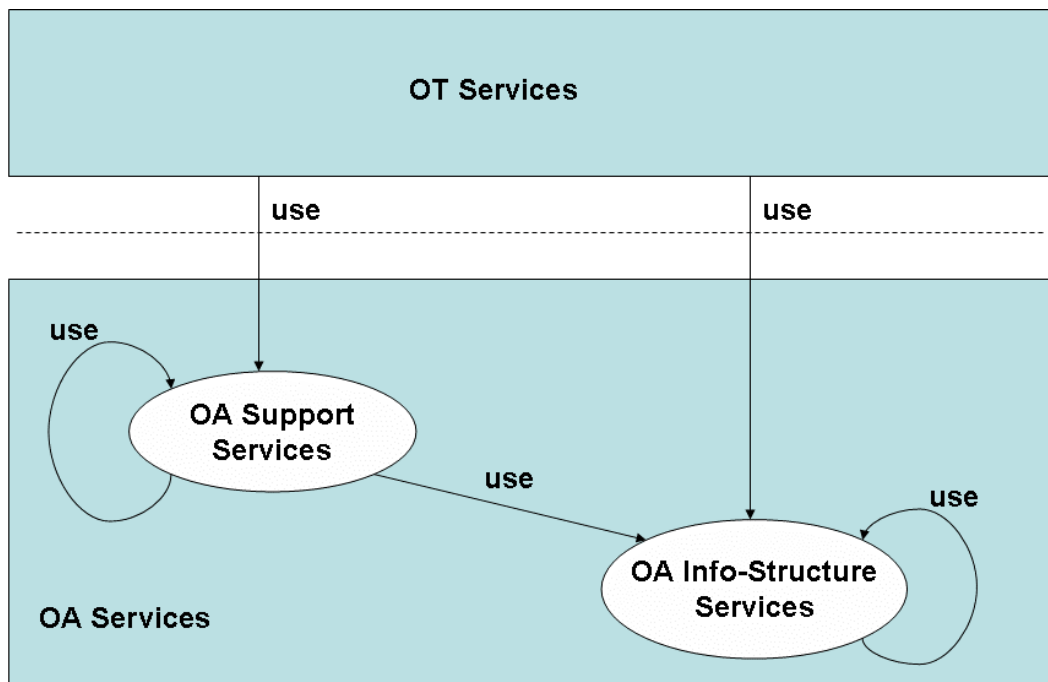 OT Services
use
use
use
OA Support
Services
use
use
OA Info-Structure
Services
OA Services